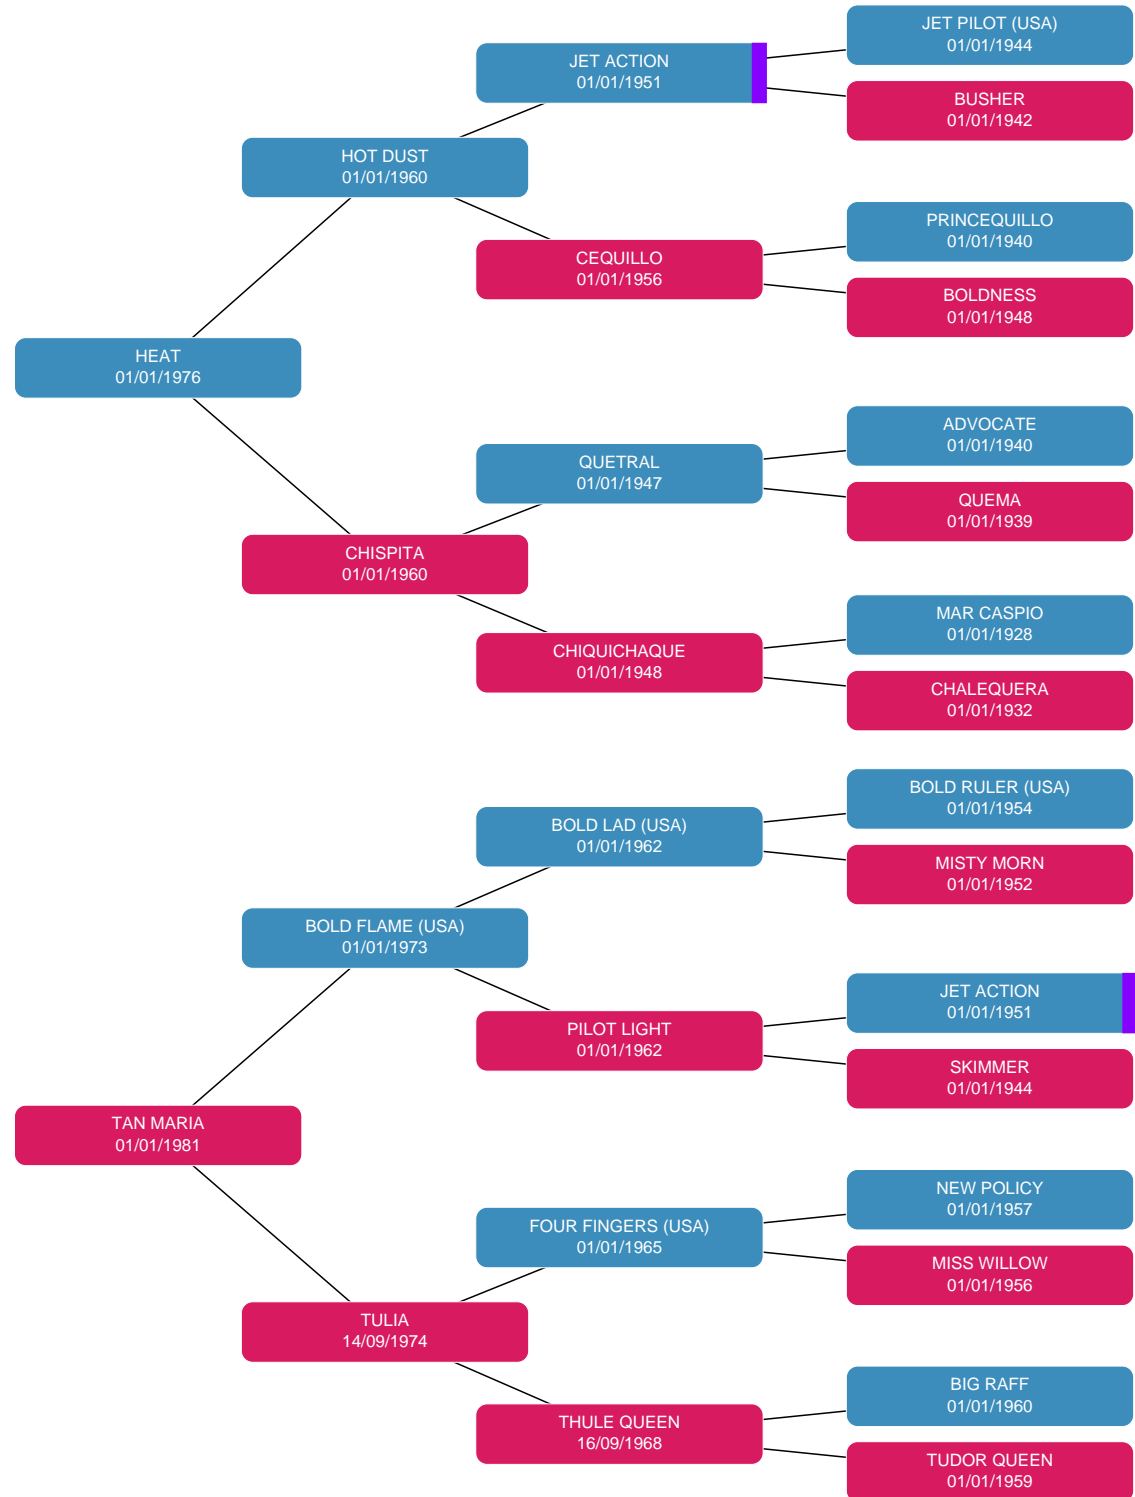 JET PILOT (USA)
01/01/1944
JET ACTION
01/01/1951
BUSHER
01/01/1942
HOT DUST
01/01/1960
PRINCEQUILLO
01/01/1940
CEQUILLO
01/01/1956
BOLDNESS
01/01/1948
HEAT
01/01/1976
ADVOCATE
01/01/1940
QUETRAL
01/01/1947
QUEMA
01/01/1939
CHISPITA
01/01/1960
MAR CASPIO
01/01/1928
CHIQUICHAQUE
01/01/1948
CHALEQUERA
01/01/1932
BOLD RULER (USA)
01/01/1954
BOLD LAD (USA)
01/01/1962
MISTY MORN
01/01/1952
BOLD FLAME (USA)
01/01/1973
JET ACTION
01/01/1951
PILOT LIGHT
01/01/1962
SKIMMER
01/01/1944
TAN MARIA
01/01/1981
NEW POLICY
01/01/1957
FOUR FINGERS (USA)
01/01/1965
MISS WILLOW
01/01/1956
TULIA
14/09/1974
BIG RAFF
01/01/1960
THULE QUEEN
16/09/1968
TUDOR QUEEN
01/01/1959